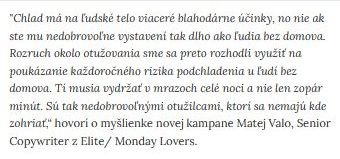 "Chlad má na ľudské telo viaceré blahodárne účinky, no nie ak
ste mu nedobrovoľne vystavení tak dlho ako ľudia bez domova.
Rozruch okolo otužovania sme sa preto rozhodli využiť na
poukázanie každoročného rizika podchladenia u ľudí bez
domova. Tí musia vydržať v mrazoch celé noci a nie len zopár
minút. Sú tak nedobrovoľnými otužilcami, ktorí sa nemajú kde
zohriať,“ hovorí o myšlienke novej kampane Matej Valo, Senior
Copywriter z Elite/ Monday Lovers.